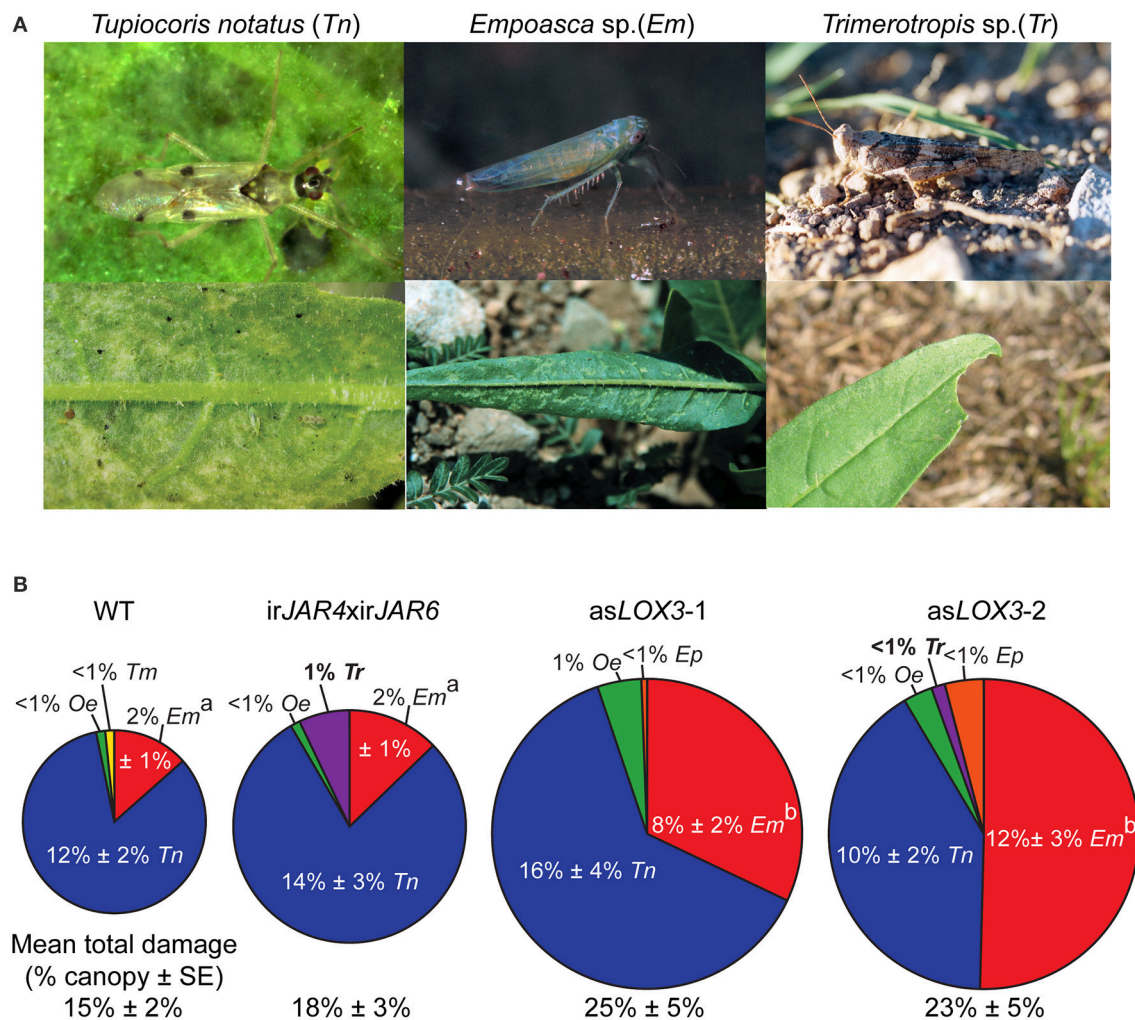 A
Tupiocoris notatus (Tn)
Empoasca sp.(Em)
Trimerotropis sp.(Tr)
B
WT
irJAR4xirJAR6
asLOX3-1
asLOX3-2
<1% Tm
<1% Oe
2% Em^a
± 1%
12% ± 2% Tn
<1% Oe
1% Tr
2% Em^a
± 1%
14% ± 3% Tn
1% Oe
<1% Ep
8% ± 2% Em^b
16% ± 4% Tn
<1% Oe
<1% Tr
<1% Ep
10% ± 2% Tn
12%± 3% Em^b
Mean total damage
(% canopy ± SE)
15% ± 2%
18% ± 3%
25% ± 5%
23% ± 5%